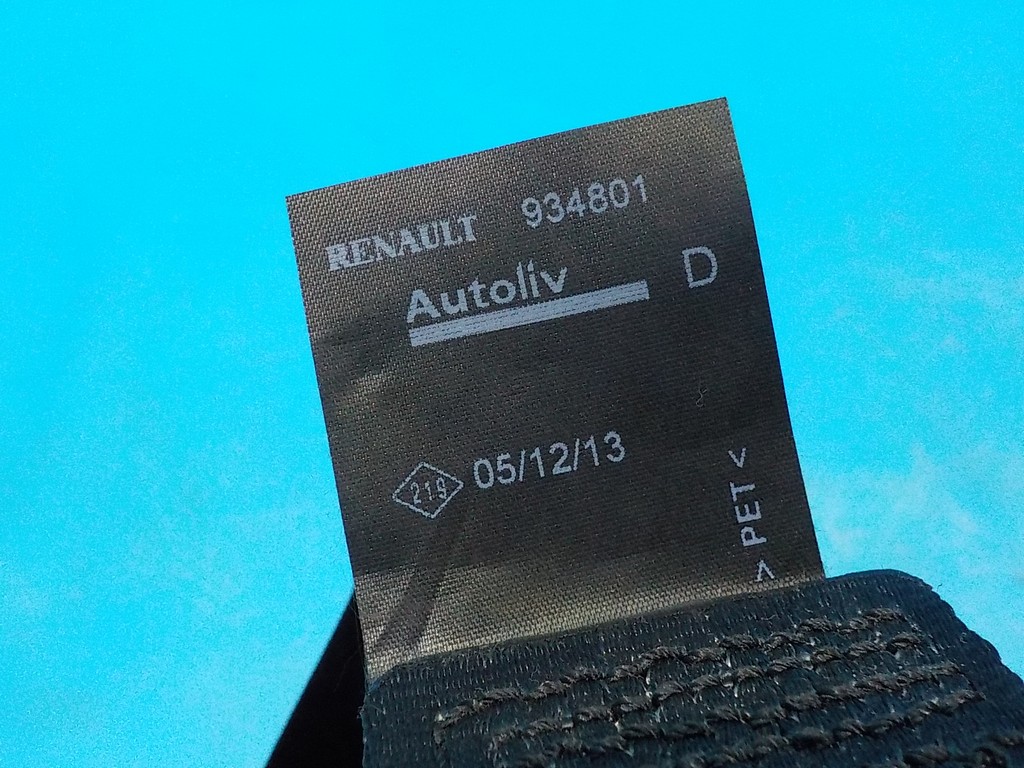 RENAULT 934801
Autoliv D
219 05/12/13
> PET <